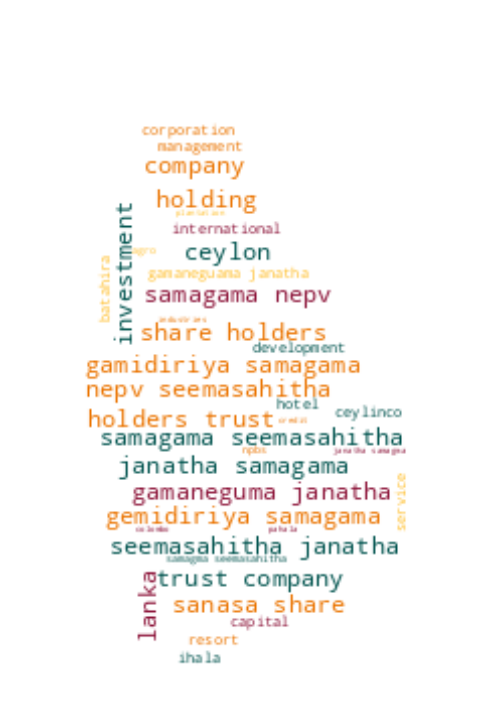 corporation
management
company
holding
plantation
international
investment
ceylon
agro
batahira
gamaneguama janatha
samagama nepv
industries
share holders
development
gamidiriya samagama
nepv seemasahitha
hotel
ceylinco
holders trust
credit
samagama seemasahitha
npbs
janatha samagma
janatha samagama
service
gamaneguma janatha
gemidiriya samagama
colombo
pahala
seemasahitha janatha
samagma seemasahitha
lanka
trust company
sanasa share
capital
resort
ihala